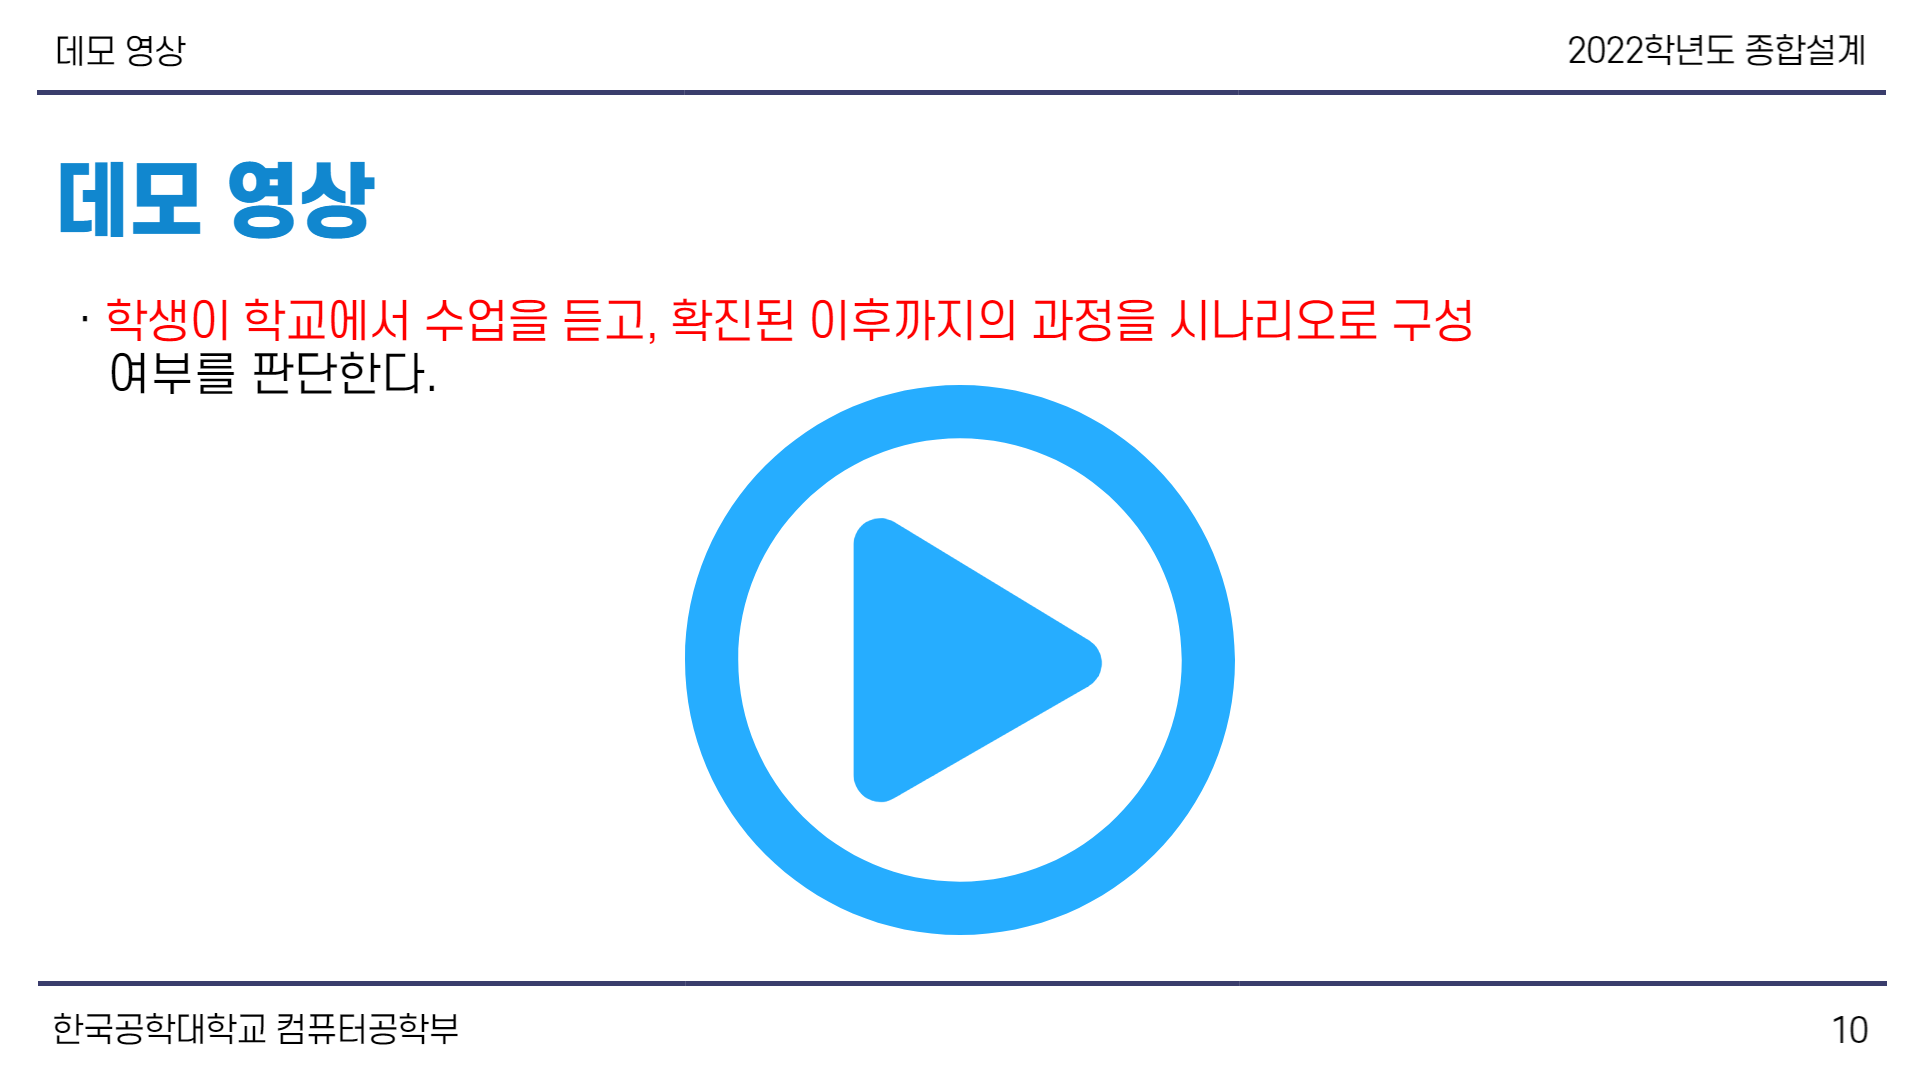 데모 영상
2022학년도 종합설계
데모 영상
· 학생이 학교에서 수업을 듣고, 확진된 이후까지의 과정을 시나리오로 구성
여부를 판단한다.
한국공학대학교 컴퓨터공학부
10